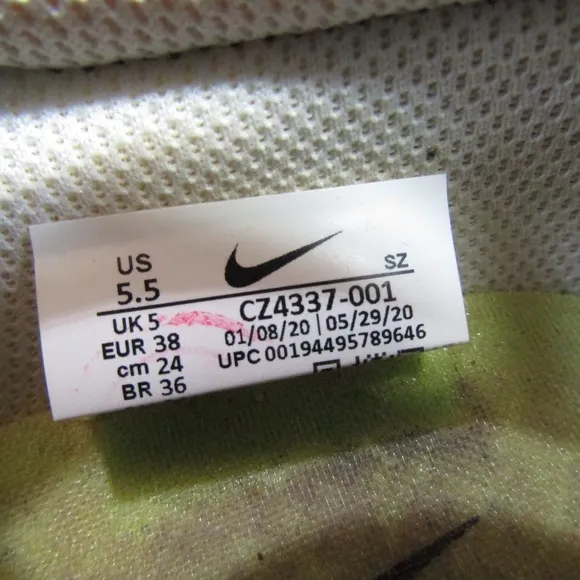 US
5.5
SZ
UK 5
EUR 38
cm 24
BR 36
CZ4337-001
01/08/20 | 05/29/20
UPC 00194495789646